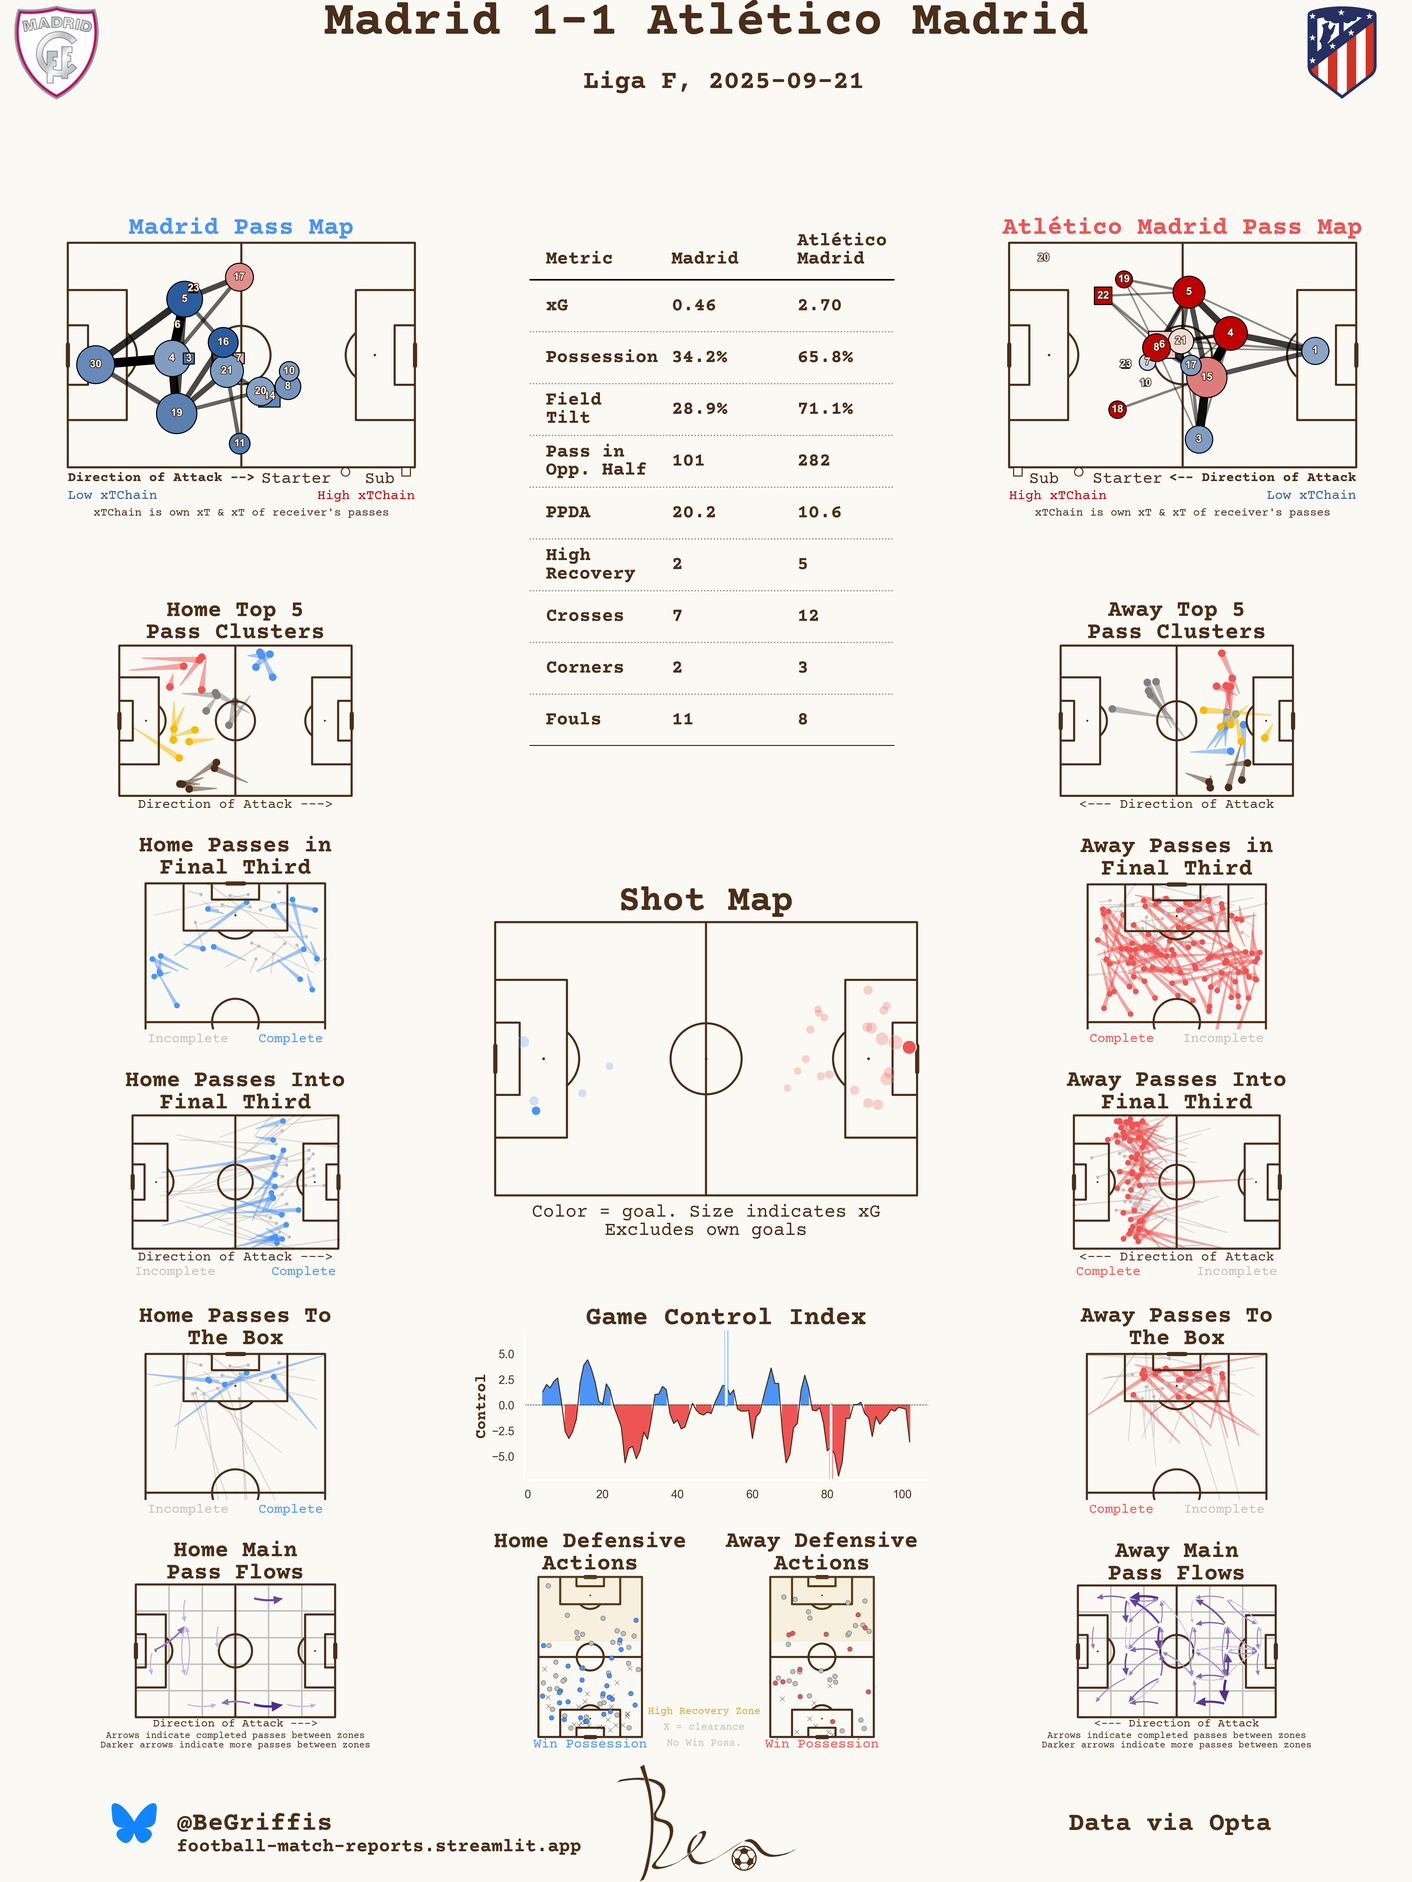 Madrid 1-1 Atlético Madrid
Liga F, 2025-09-21
MADRID
CFF
Madrid Pass Map
23
17
5
6
16
30
4
3
7
21
10
8
20
14
19
11
Direction of Attack --> Starter Sub
Low xTChain High xTChain
xTChain is own xT & xT of receiver's passes
Metric Madrid Atlético Madrid
xG 0.46 2.70
Possession 34.2% 65.8%
Field Tilt 28.9% 71.1%
Pass in Opp. Half 101 282
PPDA 20.2 10.6
High Recovery 2 5
Crosses 7 12
Corners 2 3
Fouls 11 8
Atlético Madrid Pass Map
20
19
22
5
4
21
8
6
1
23
7
17
15
10
18
3
Sub Starter <-- Direction of Attack
High xTChain Low xTChain
xTChain is own xT & xT of receiver's passes
Home Top 5
Pass Clusters
Direction of Attack --->
Away Top 5
Pass Clusters
<--- Direction of Attack
Home Passes in
Final Third
Incomplete Complete
Shot Map
Color = goal. Size indicates xG
Excludes own goals
Away Passes in
Final Third
Complete Incomplete
Home Passes Into
Final Third
Direction of Attack --->
Incomplete Complete
Away Passes Into
Final Third
<--- Direction of Attack
Complete Incomplete
Home Passes To
The Box
Incomplete Complete
Game Control Index
Control
5.0
2.5
0.0
−2.5
−5.0
0 20 40 60 80 100
Away Passes To
The Box
Complete Incomplete
Home Main
Pass Flows
Direction of Attack --->
Arrows indicate completed passes between zones
Darker arrows indicate more passes between zones
Home Defensive
Actions
Win Possession
Away Defensive
Actions
Win Possession
High Recovery Zone
X = clearance
No Win Poss.
Away Main
Pass Flows
<--- Direction of Attack
Arrows indicate completed passes between zones
Darker arrows indicate more passes between zones
@BeGriffis
football-match-reports.streamlit.app
Ben
Data via Opta